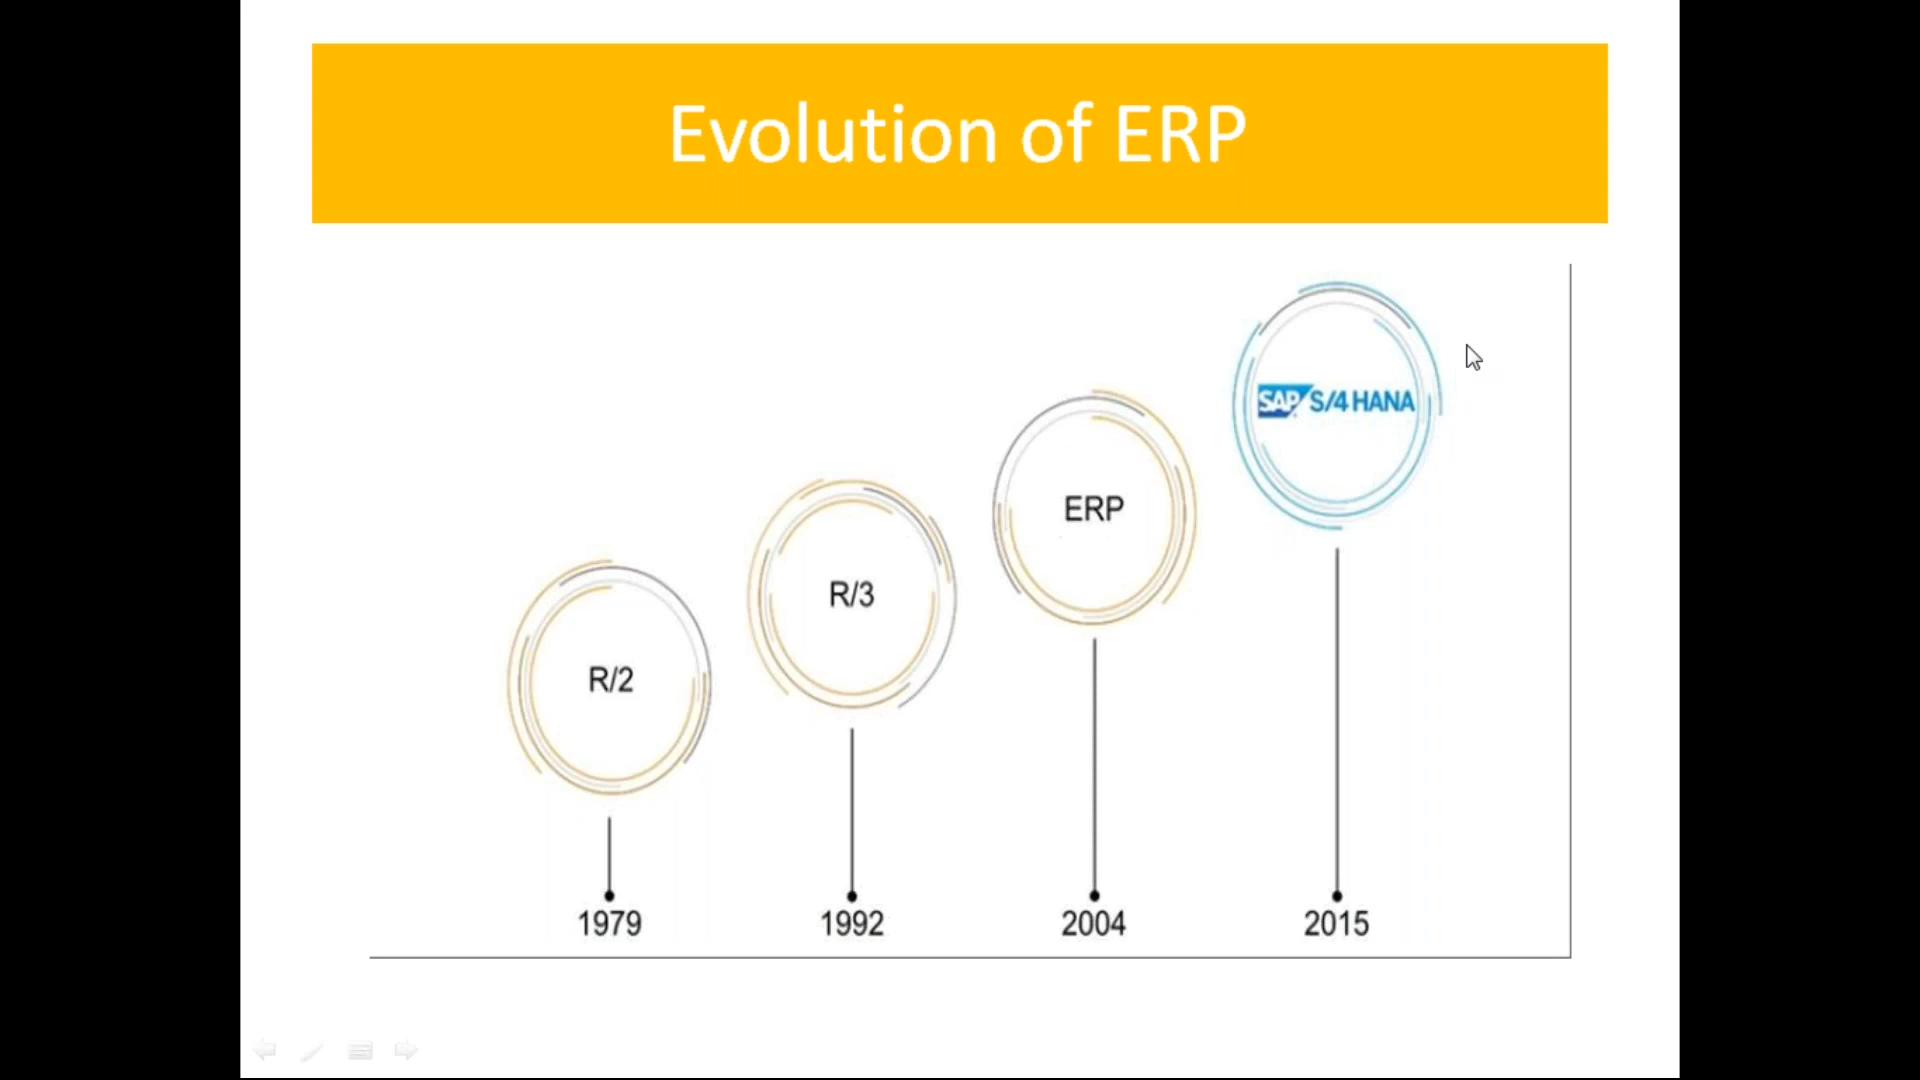 Evolution of ERP
SAP S/4 HANA
ERP
R/3
R/2
1979 1992 2004 2015